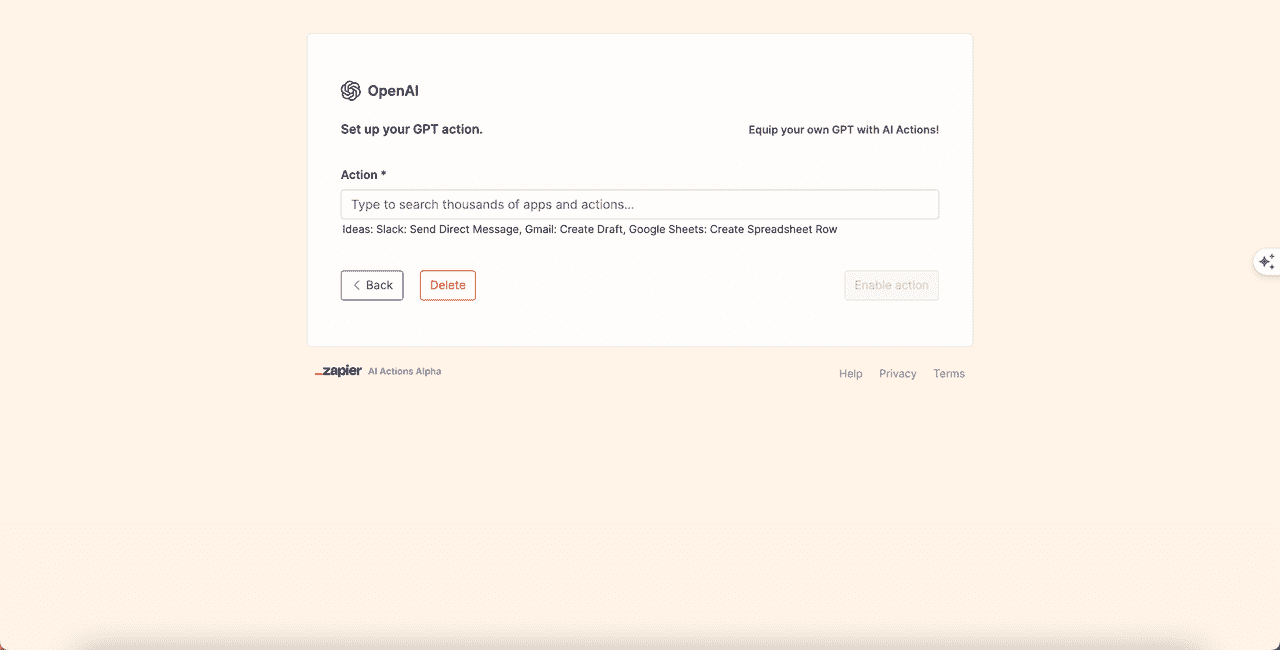 OpenAI
Set up your GPT action.
Equip your own GPT with AI Actions!
Action *
Type to search thousands of apps and actions...
Ideas: Slack: Send Direct Message, Gmail: Create Draft, Google Sheets: Create Spreadsheet Row
Back
Delete
Enable action
zapier AI Actions Alpha
Help Privacy Terms